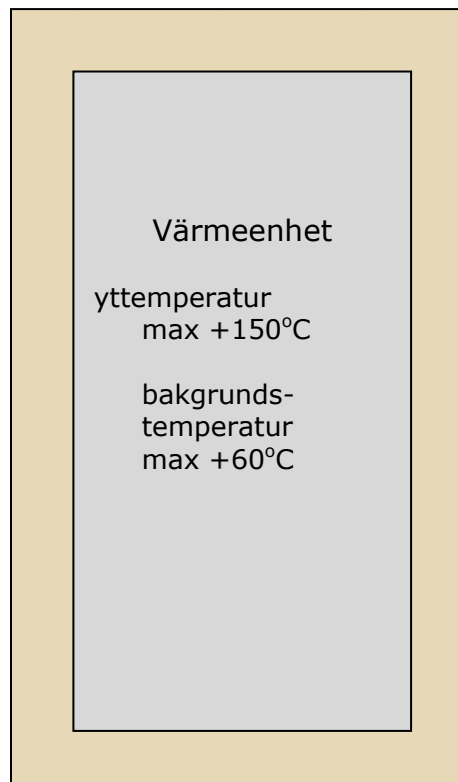 Värmeenhet
yttemperatur
max +150°C
bakgrunds-
temperatur
max +60°C